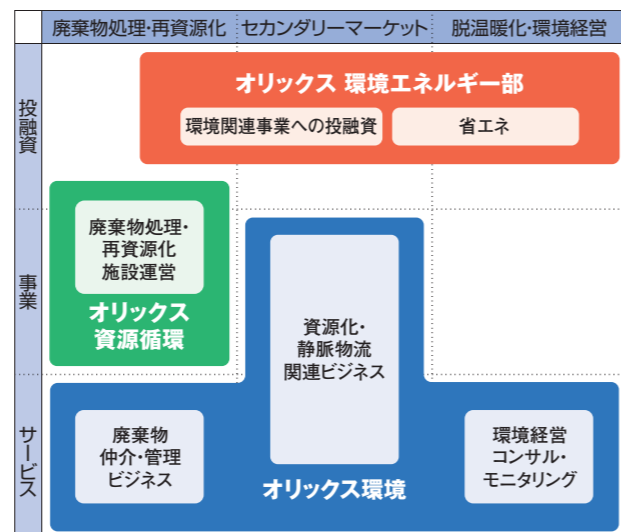 廃棄物処理・再資源化
セカンダリーマーケット
脱温暖化・環境経営
投融資
オリックス 環境エネルギー部
環境関連事業への投融資
省エネ
事業
廃棄物処理・
再資源化
施設運営
オリックス
資源循環
資源化・
静脈物流
関連ビジネス
サービス
廃棄物
仲介・管理
ビジネス
オリックス環境
環境経営
コンサル・
モニタリング